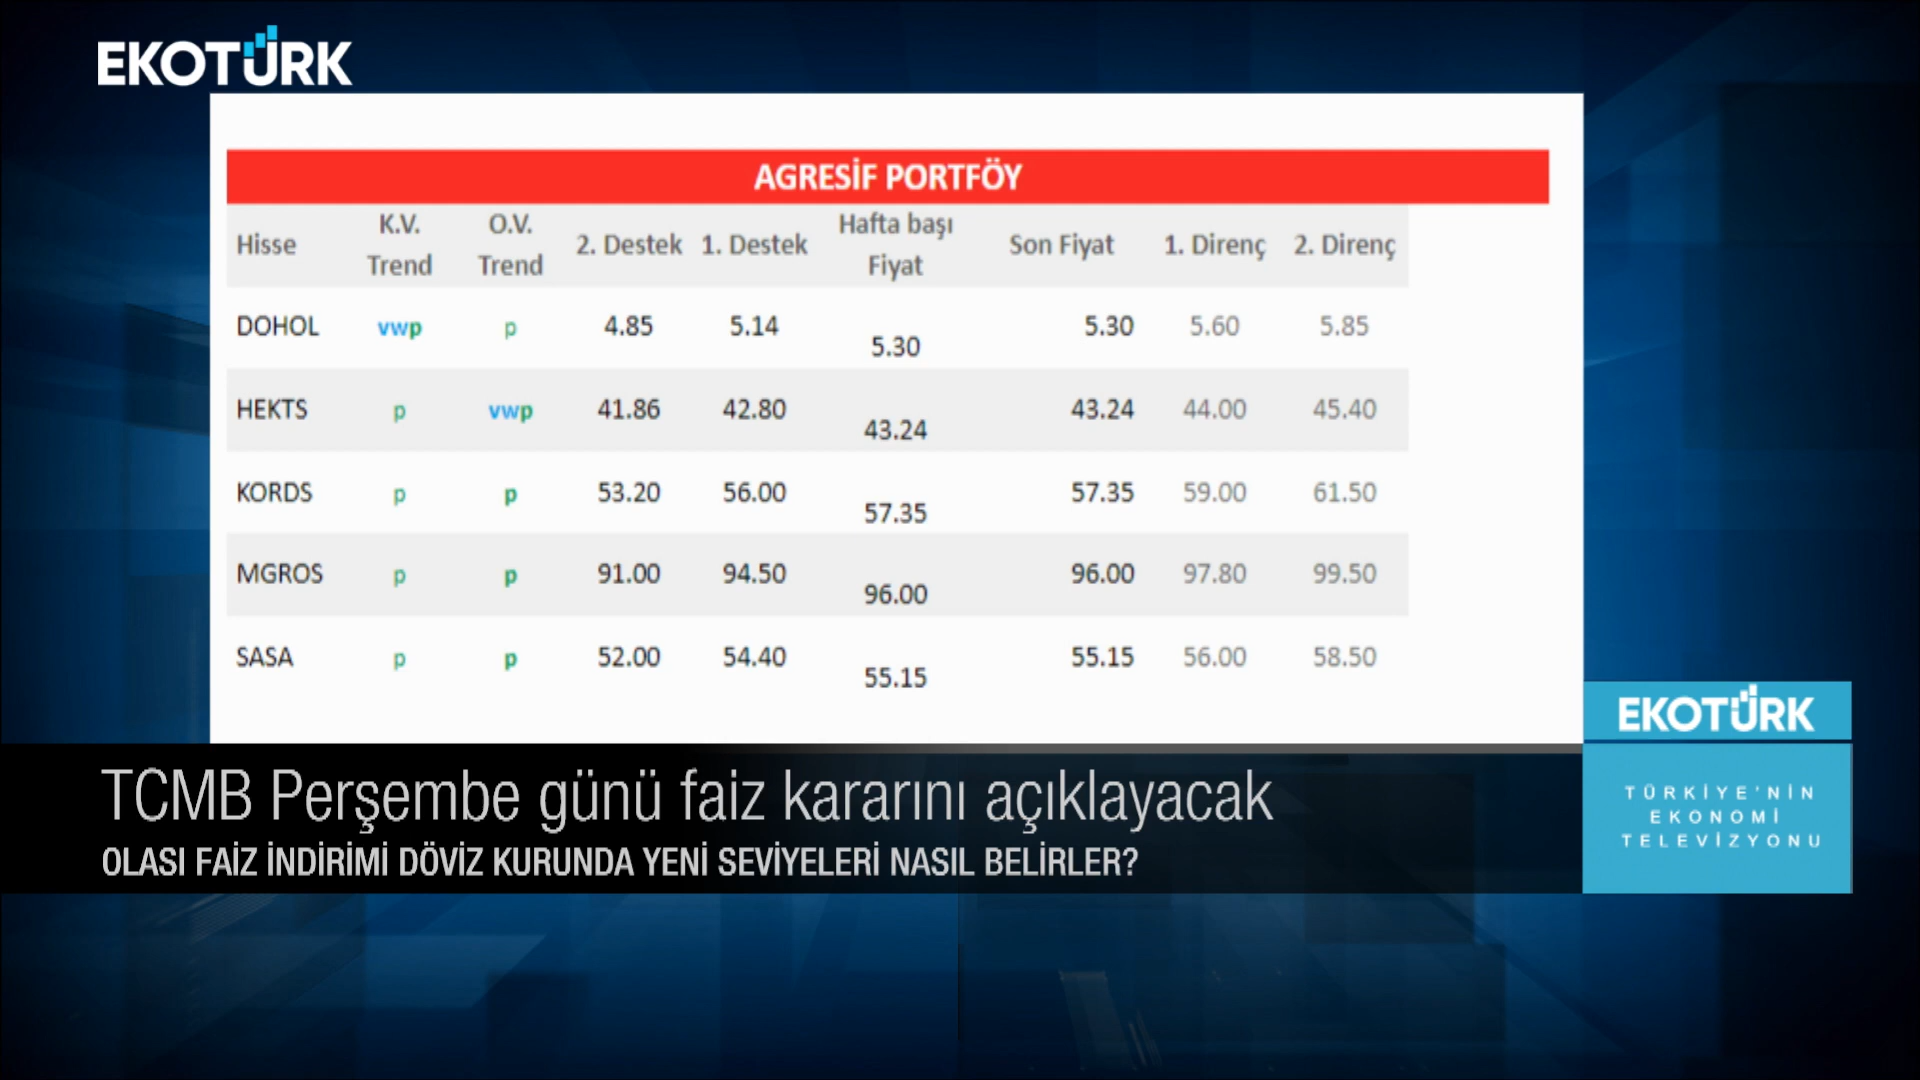 EKOTÜRK
AGRESİF PORTFÖY
Hisse K.V. Trend O.V. Trend 2. Destek 1. Destek Hafta başı Fiyat Son Fiyat 1. Direnç 2. Direnç
DOHOL vwp p 4.85 5.14 5.30 5.30 5.60 5.85
HEKTS p vwp 41.86 42.80 43.24 43.24 44.00 45.40
KORDS p p 53.20 56.00 57.35 57.35 59.00 61.50
MGROS p p 91.00 94.50 96.00 96.00 97.80 99.50
SASA p p 52.00 54.40 55.15 55.15 56.00 58.50
TCMB Perşembe günü faiz kararını açıklayacak
OLASI FAİZ İNDİRİMİ DÖVİZ KURUNDA YENİ SEVİYELERİ NASIL BELİRLER?
EKOTÜRK
TÜRKİYE'NİN
EKONOMİ
TELEVİZYONU